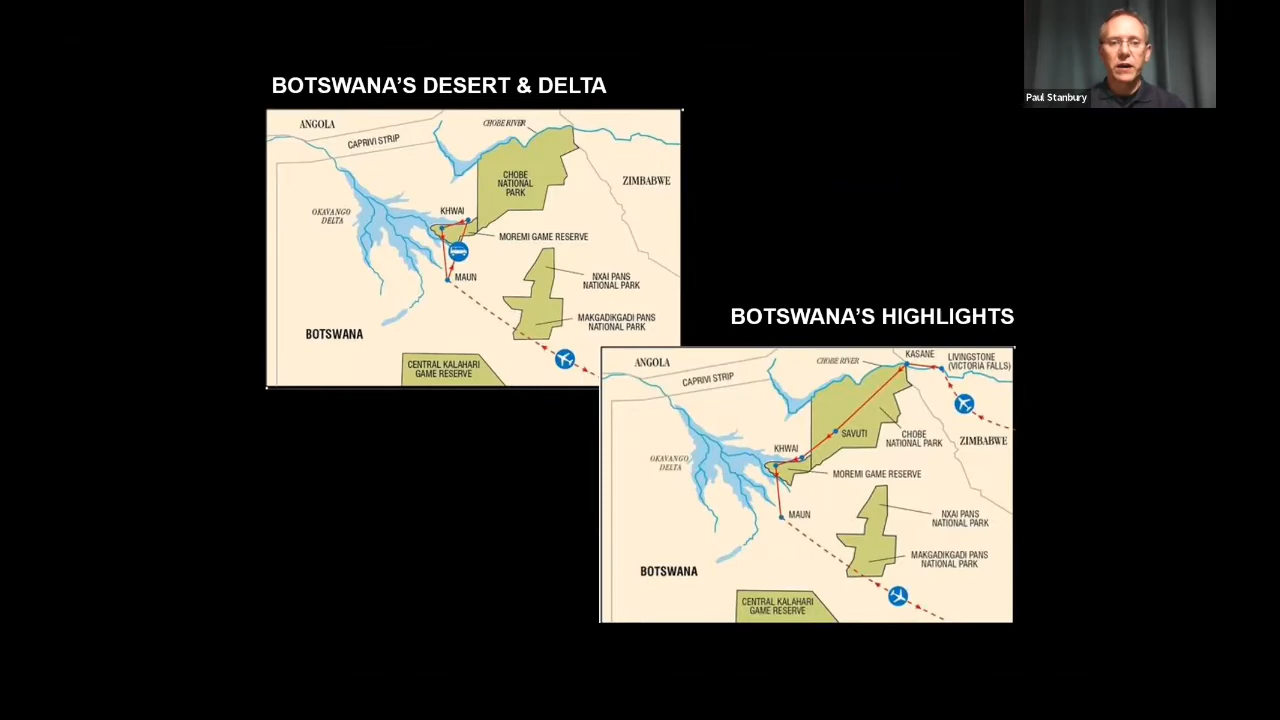 Paul Stanbury
BOTSWANA’S DESERT & DELTA
ANGOLA
CAPRIVI STRIP
CHOBE RIVER
CHOBE
NATIONAL
PARK
ZIMBABWE
OKAVANGO
DELTA
KHWAI
MOREMI GAME RESERVE
MAUN
NXAI PANS
NATIONAL PARK
MAKGADIKGADI PANS
NATIONAL PARK
BOTSWANA
CENTRAL KALAHARI
GAME RESERVE
BOTSWANA’S HIGHLIGHTS
ANGOLA
CAPRIVI STRIP
CHOBE RIVER
KASANE
LIVINGSTONE
(VICTORIA FALLS)
SAVUTI
CHOBE
NATIONAL PARK
ZIMBABWE
OKAVANGO
DELTA
KHWAI
MOREMI GAME RESERVE
MAUN
NXAI PANS
NATIONAL PARK
MAKGADIKGADI PANS
NATIONAL PARK
BOTSWANA
CENTRAL KALAHARI
GAME RESERVE